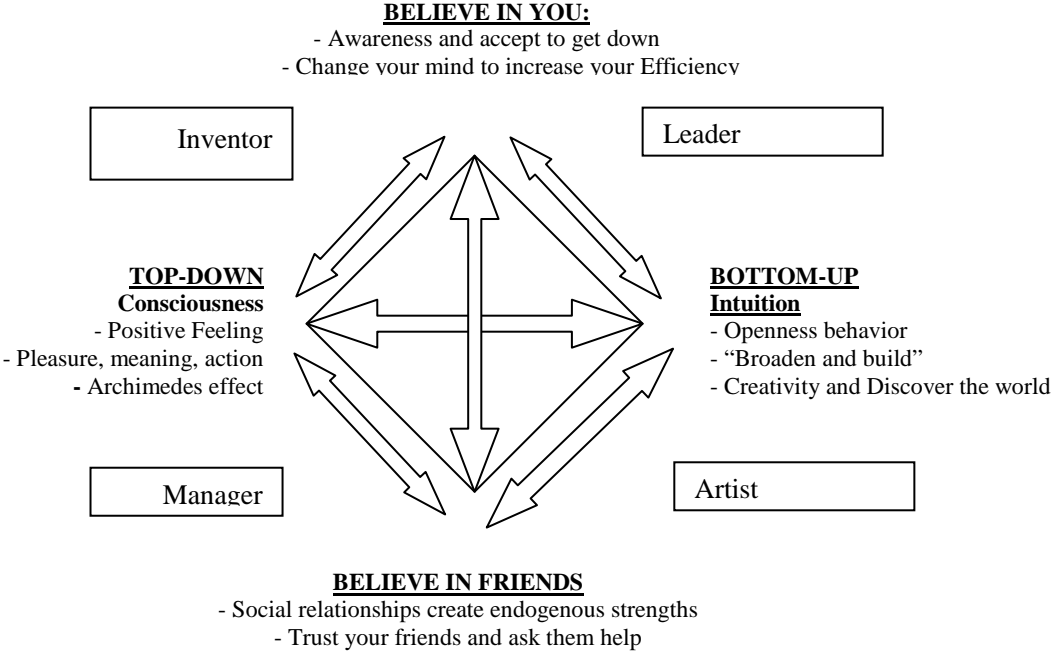 BELIEVE IN YOU:
- Awareness and accept to get down
- Change your mind to increase your Efficiency
Inventor
Leader
TOP-DOWN
Consciousness
- Positive Feeling
- Pleasure, meaning, action
- Archimedes effect
BOTTOM-UP
Intuition
- Openness behavior
- “Broaden and build”
- Creativity and Discover the world
Manager
Artist
BELIEVE IN FRIENDS
- Social relationships create endogenous strengths
- Trust your friends and ask them help